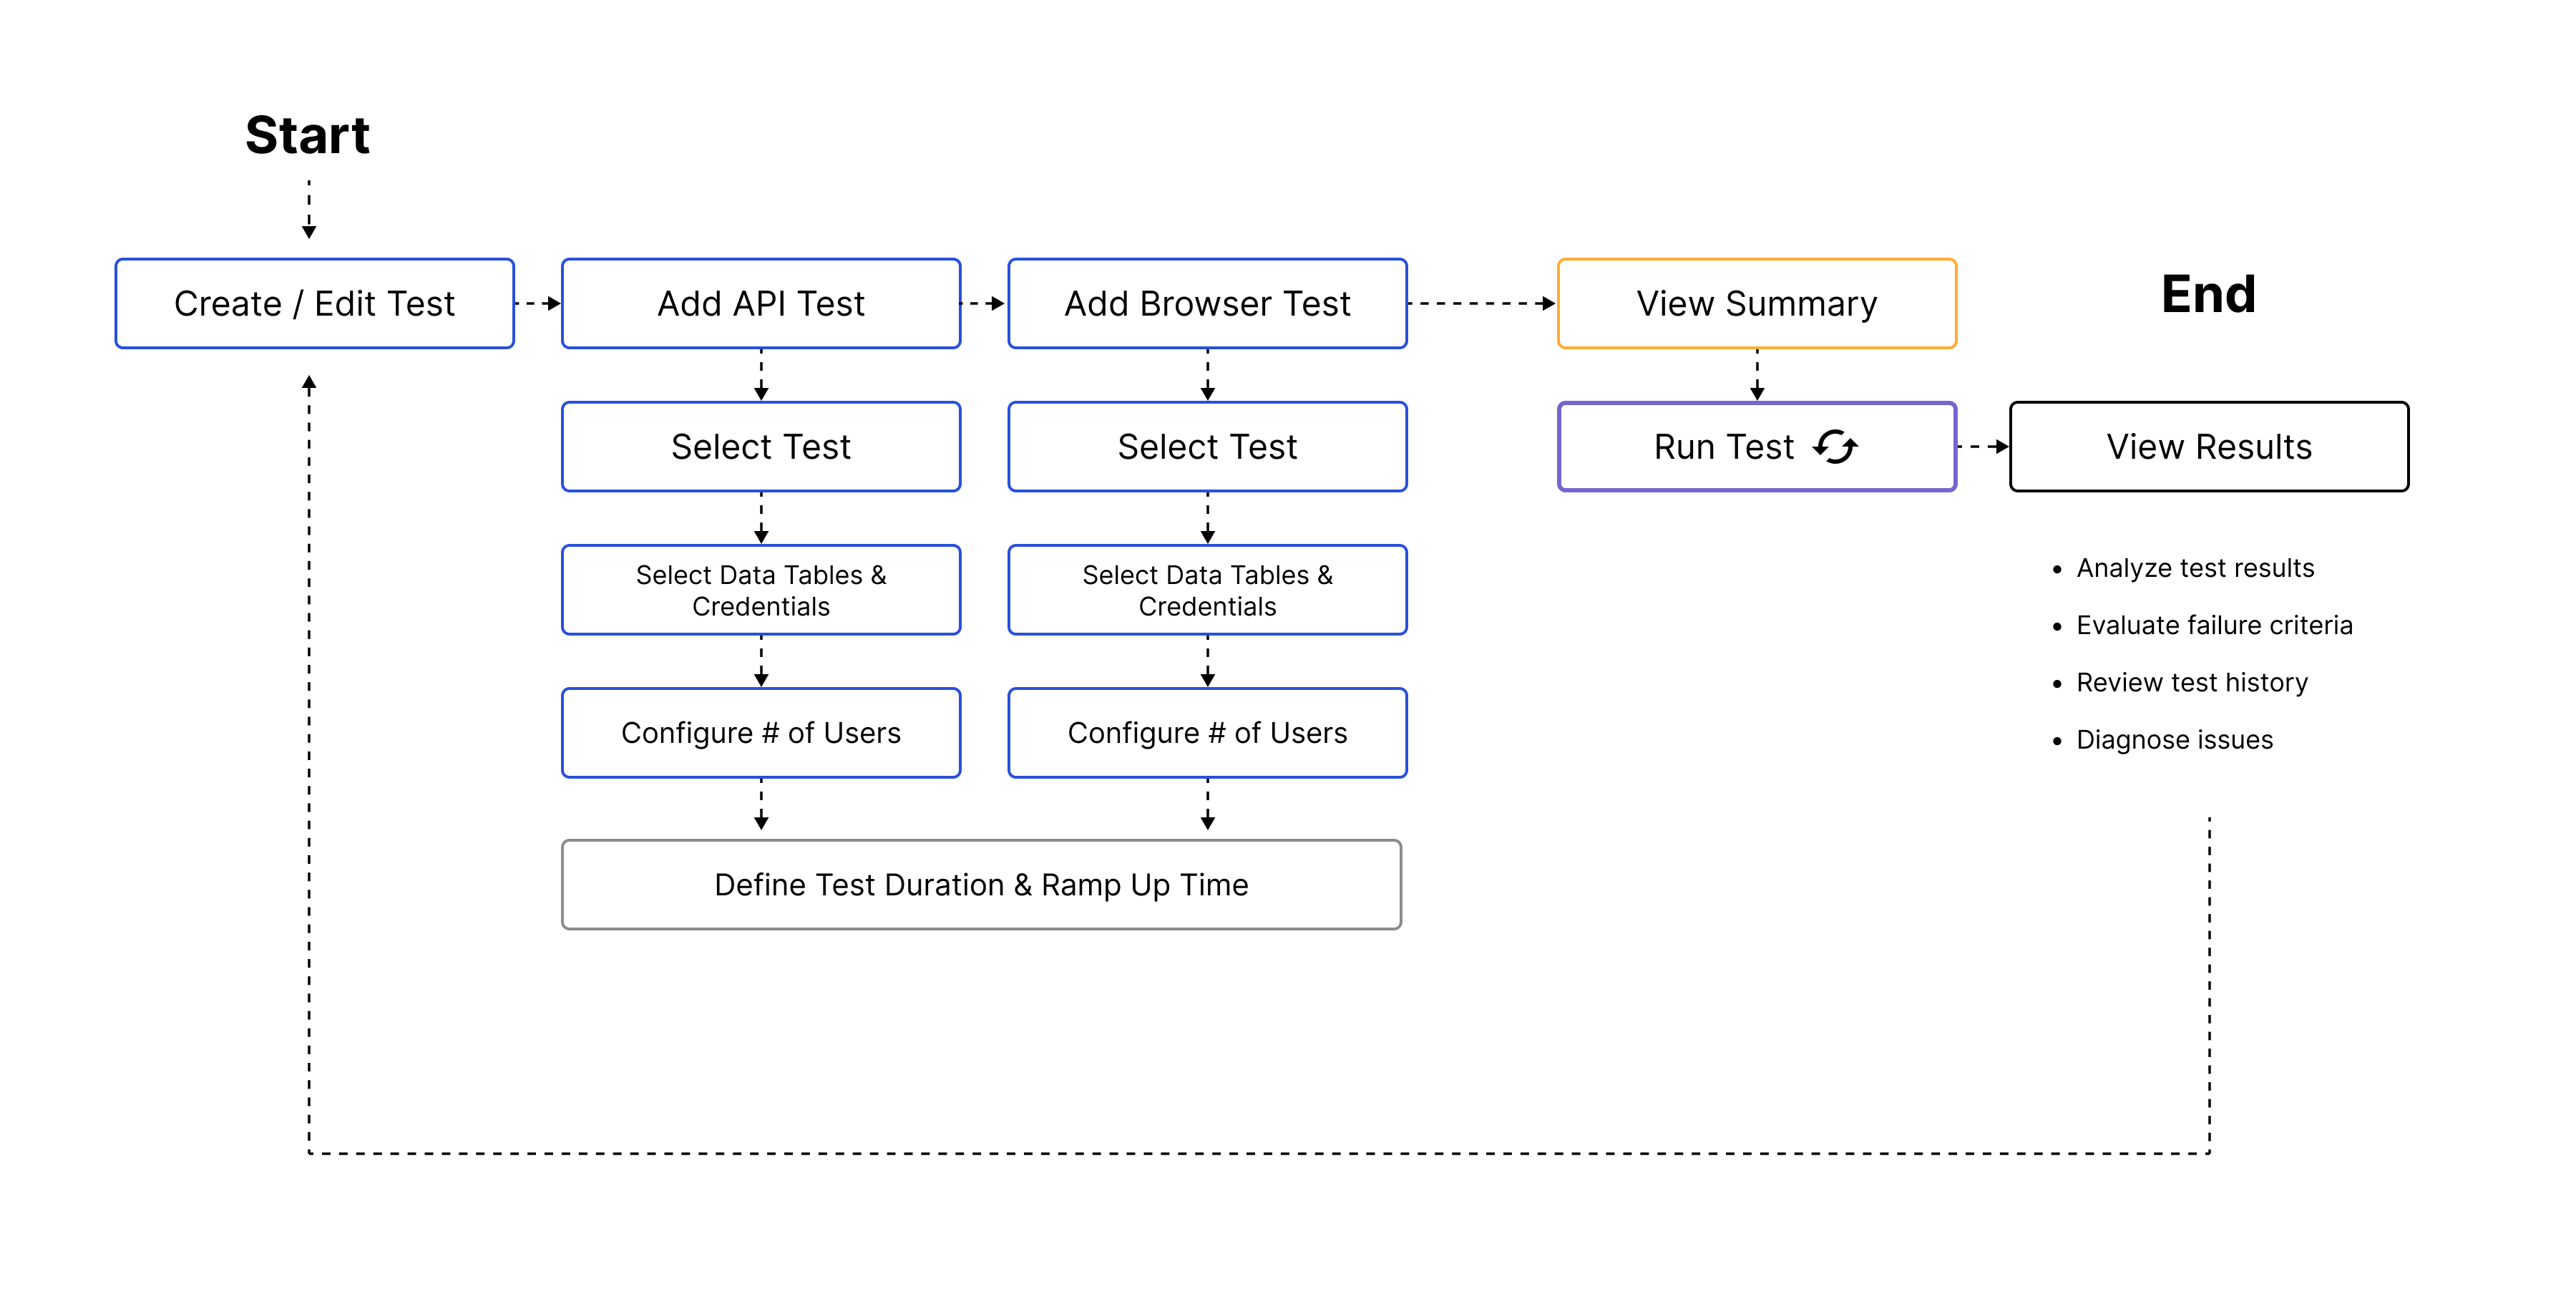 Start
Create / Edit Test
Add API Test
Add Browser Test
View Summary
End
Select Test
Select Test
Run Test
View Results
Select Data Tables &
Credentials
Select Data Tables &
Credentials
Configure # of Users
Configure # of Users
Define Test Duration & Ramp Up Time
• Analyze test results
• Evaluate failure criteria
• Review test history
• Diagnose issues